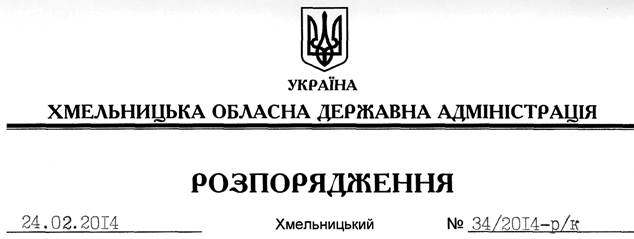 УКРАЇНА
ХМЕЛЬНИЦЬКА ОБЛАСНА ДЕРЖАВНА АДМІНІСТРАЦІЯ
РОЗПОРЯДЖЕННЯ
24.02.2014 Хмельницький № 34/2014-р/к